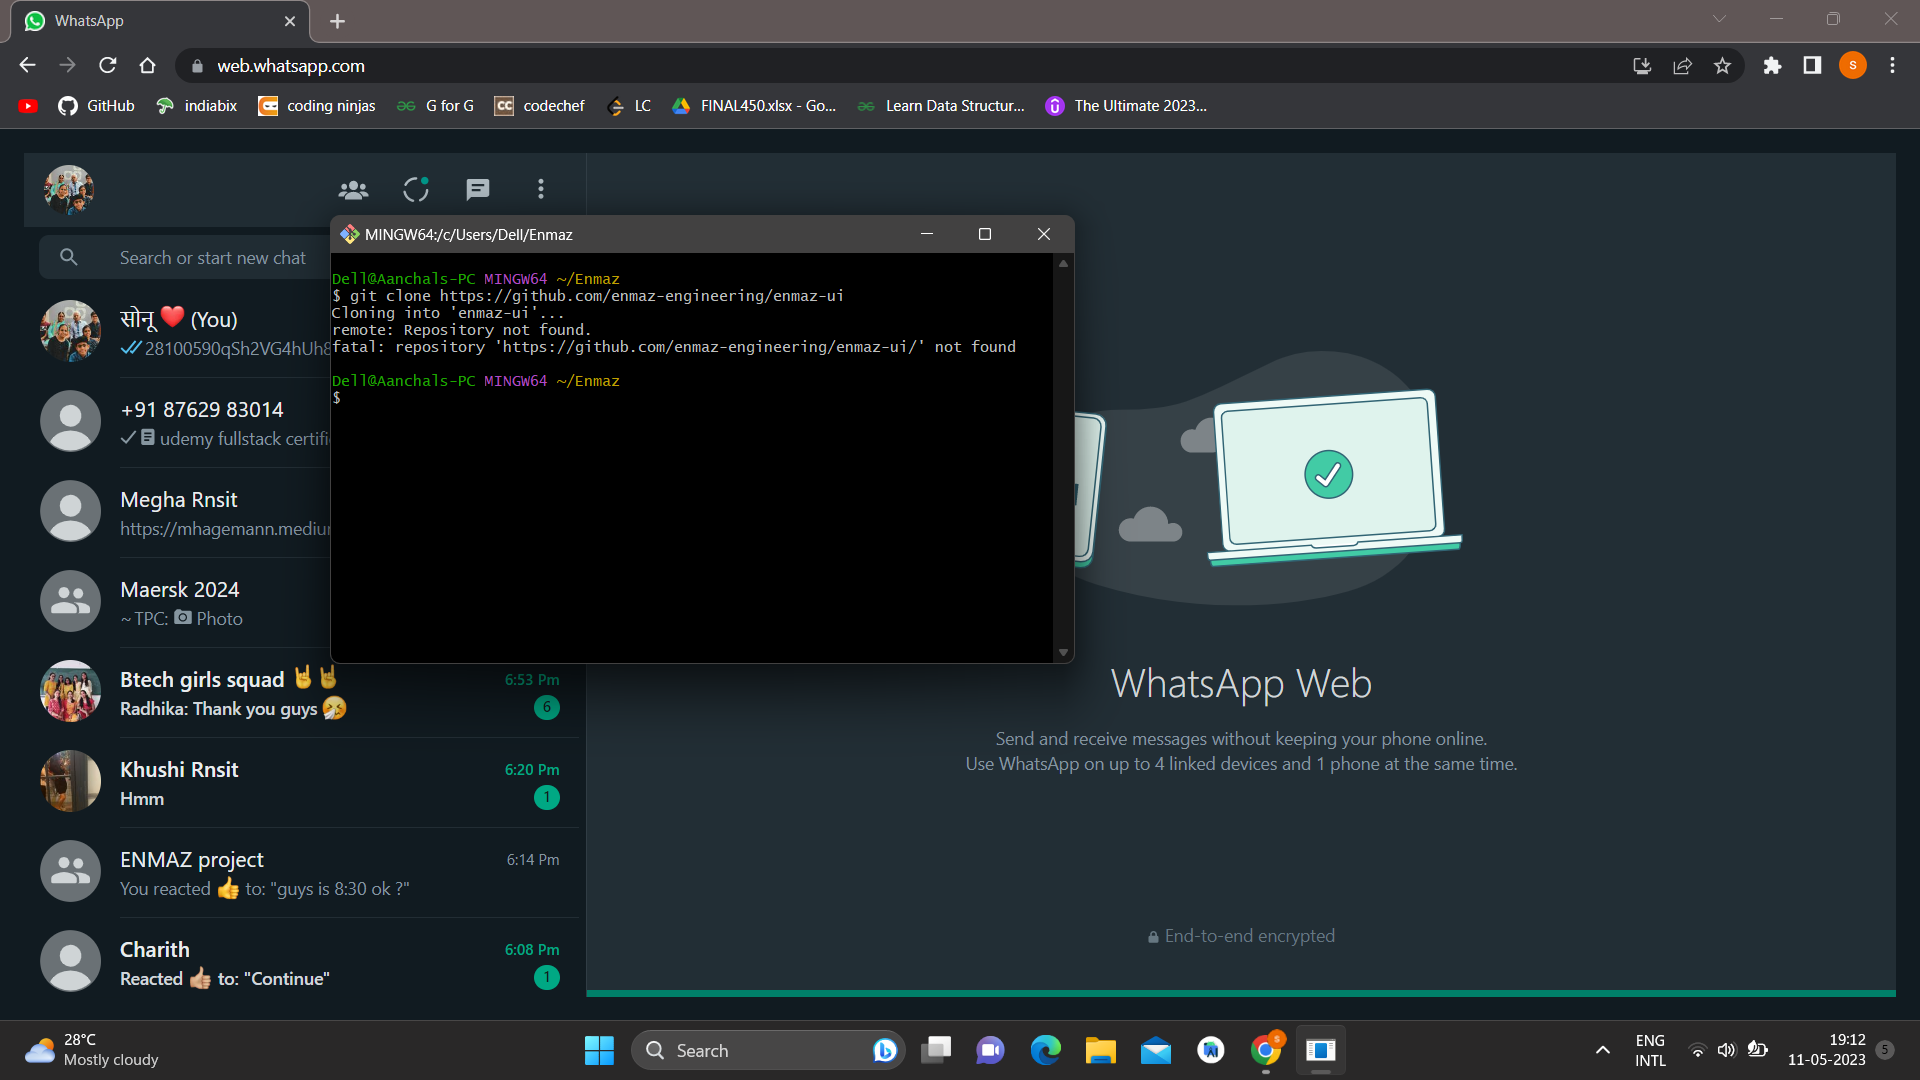 WhatsApp
web.whatsapp.com
s
GitHub
indiabix
coding ninjas
G for G
CC
codechef
LC
FINAL450.xlsx - Go...
Learn Data Structur...
The Ultimate 2023...
Search or start new chat
सोनू ❤️ (You)
28100590qSh2VG4hUh8
+91 87629 83014
udemy fullstack certifi
Megha Rnsit
https://mhagemann.mediu
Maersk 2024
~ TPC: Photo
Btech girls squad 🤘🤘
6:53 Pm
Radhika: Thank you guys 🤧
6
Khushi Rnsit
6:20 Pm
Hmm
1
ENMAZ project
6:14 Pm
You reacted 👍 to: "guys is 8:30 ok ?"
Charith
6:08 Pm
Reacted 👍🏼 to: "Continue"
1
MINGW64:/c/Users/Dell/Enmaz
Dell@Aanchals-PC MINGW64 ~/Enmaz
$ git clone https://github.com/enmaz-engineering/enmaz-ui
Cloning into 'enmaz-ui'...
remote: Repository not found.
fatal: repository 'https://github.com/enmaz-engineering/enmaz-ui/' not found
Dell@Aanchals-PC MINGW64 ~/Enmaz
$
WhatsApp Web
Send and receive messages without keeping your phone online.
Use WhatsApp on up to 4 linked devices and 1 phone at the same time.
End-to-end encrypted
28°C
Mostly cloudy
Search
s
ENG
INTL
19:12
11-05-2023
5